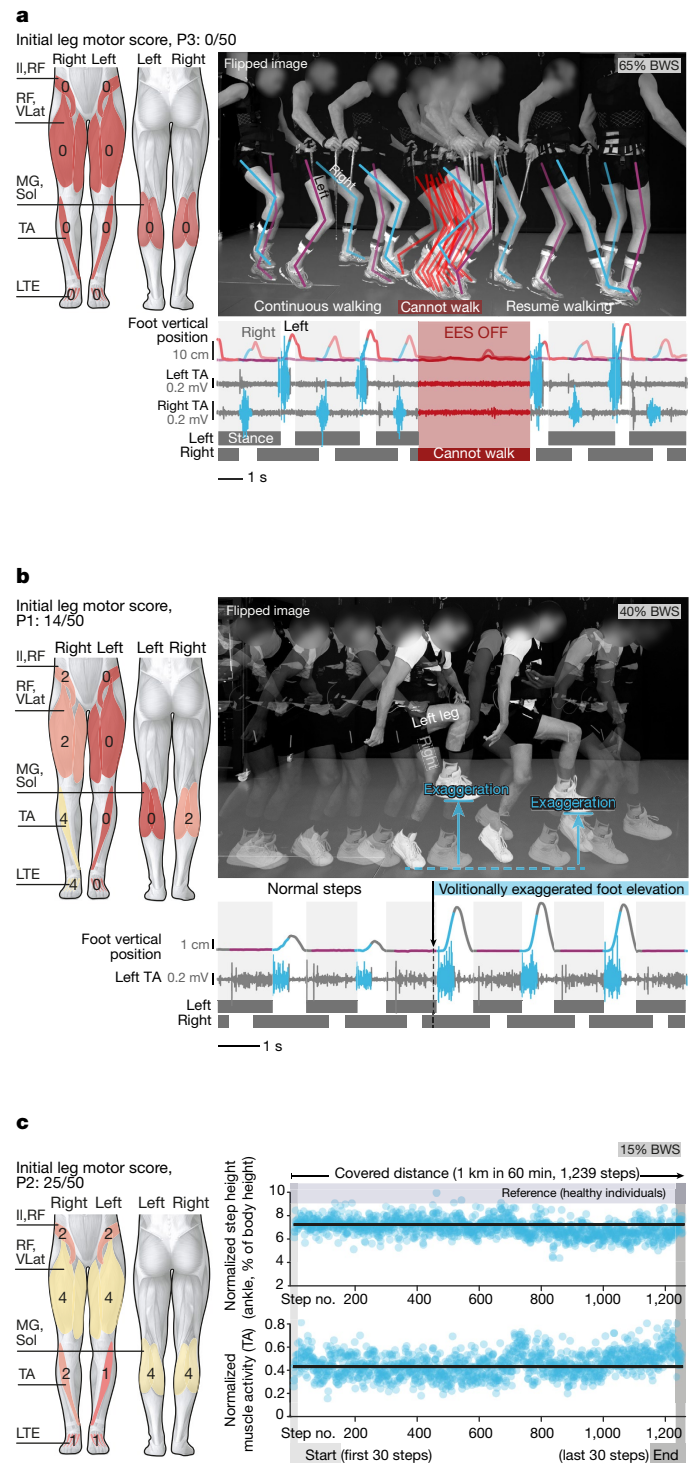 a
Initial leg motor score, P3: 0/50
Right Left
Left Right
Il,RF
RF,
VLat
MG,
Sol
TA
LTE
0 0
0 0
0 0
0 0
0 0
Flipped image
65% BWS
Right
Left
Continuous walking
Cannot walk
Resume walking
Foot vertical
position
10 cm
Right
Left
EES OFF
Left TA
0.2 mV
Right TA
0.2 mV
Left
Stance
Right
Cannot walk
1 s
b
Initial leg motor score,
P1: 14/50
Right Left
Left Right
Il,RF
RF,
VLat
MG,
Sol
TA
LTE
2 0
2 0
4 0
0 2
4 0
Flipped image
40% BWS
Left leg
Right
Exaggeration
Exaggeration
Normal steps
Volitionally exaggerated foot elevation
Foot vertical
position
1 cm
Left TA 0.2 mV
Left
Right
1 s
c
15% BWS
Initial leg motor score,
P2: 25/50
Right Left
Left Right
Il,RF
RF,
VLat
MG,
Sol
TA
LTE
2 2
4 4
2 1
4 4
1 1
Covered distance (1 km in 60 min, 1,239 steps)
Reference (healthy individuals)
Normalized step height
(ankle, % of body height)
10
8
6
4
2
Step no. 200 400 600 800 1,000 1,200
Normalized
muscle activity (TA)
0.8
0.6
0.4
0.2
0
Step no. 200 400 600 800 1,000 1,200
Start (first 30 steps)
(last 30 steps) End